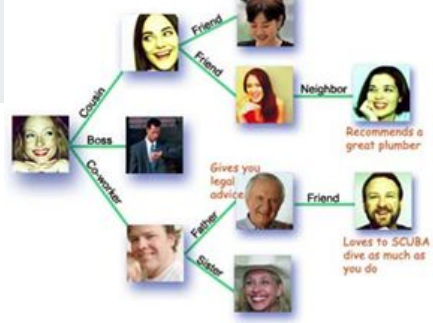 Friend
Friend
Cousin
Neighbor
Boss
Recommends a
great plumber
Co-worker
Gives you
legal
advice
Father
Friend
Sister
Loves to SCUBA
dive as much as
you do